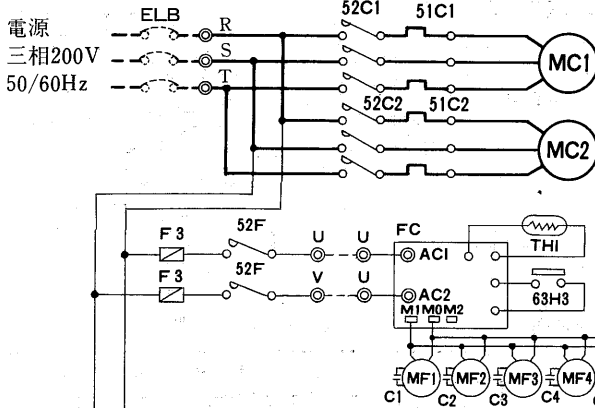 電源 ELB R 52C1 51C1
三相200V S MC1
50/60Hz T
52C2 51C2
MC2
F3 52F U U FC
AC1 TH1
F3 52F V U AC2 63H3
M1 M0 M2
MF1 MF2 MF3 MF4
C1 C2 C3 C4